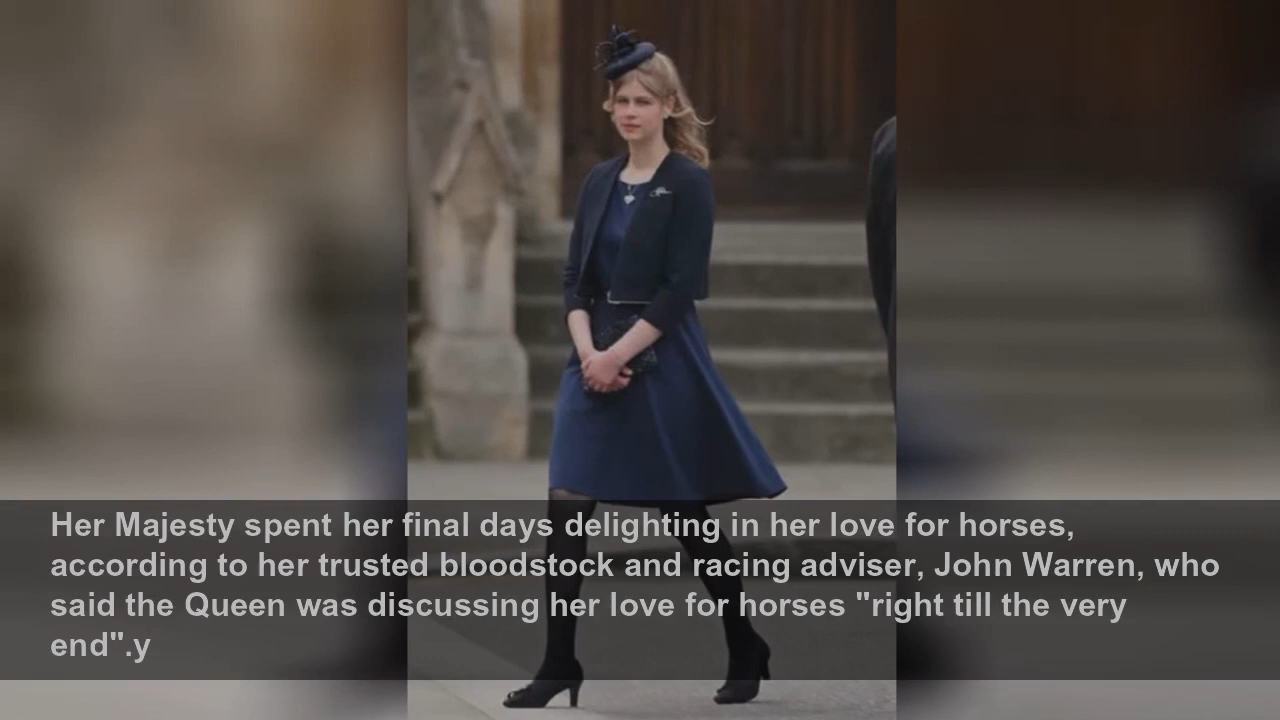 Her Majesty spent her final days delighting in her love for horses,
according to her trusted bloodstock and racing adviser, John Warren, who
said the Queen was discussing her love for horses "right till the very
end".y